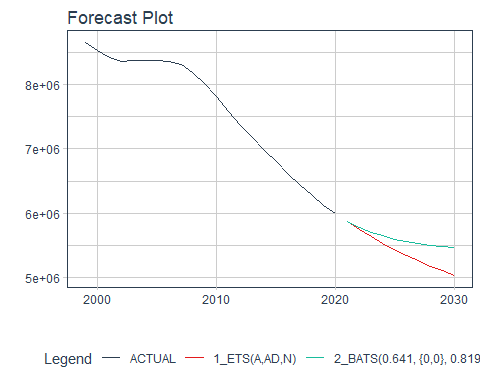 Forecast Plot
8e+06
7e+06
6e+06
5e+06
2000 2010 2020 2030
Legend ACTUAL 1_ETS(A,AD,N) 2_BATS(0.641, {0,0}, 0.819